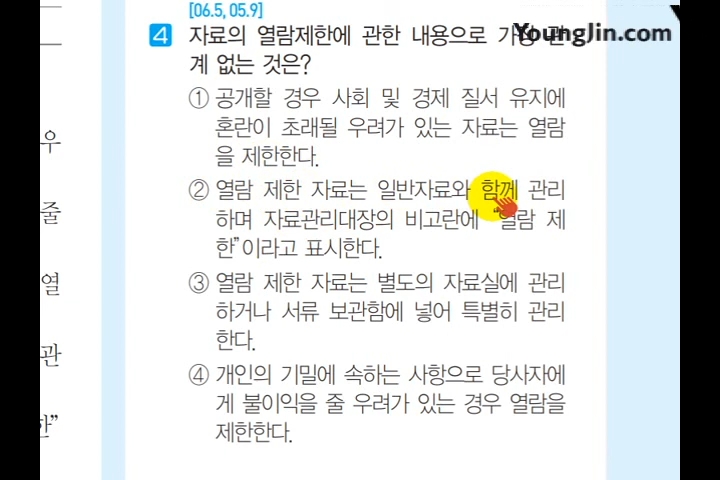 [06.5, 05.9]
YoungJin.com
4 자료의 열람제한에 관한 내용으로 가장 관
계 없는 것은?
① 공개할 경우 사회 및 경제 질서 유지에
혼란이 초래될 우려가 있는 자료는 열람
을 제한한다.
② 열람 제한 자료는 일반자료와 함께 관리
하며 자료관리대장의 비고란에 “열람 제
한”이라고 표시한다.
③ 열람 제한 자료는 별도의 자료실에 관리
하거나 서류 보관함에 넣어 특별히 관리
한다.
④ 개인의 기밀에 속하는 사항으로 당사자에
게 불이익을 줄 우려가 있는 경우 열람을
제한한다.
우
줄
열
관
한”